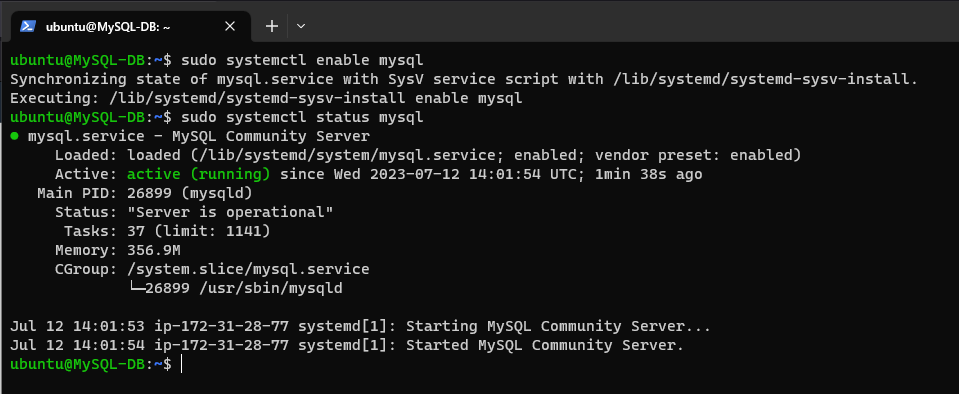 ubuntu@MySQL-DB: ~
ubuntu@MySQL-DB:~$ sudo systemctl enable mysql
Synchronizing state of mysql.service with SysV service script with /lib/systemd/systemd-sysv-install.
Executing: /lib/systemd/systemd-sysv-install enable mysql
ubuntu@MySQL-DB:~$ sudo systemctl status mysql
● mysql.service - MySQL Community Server
     Loaded: loaded (/lib/systemd/system/mysql.service; enabled; vendor preset: enabled)
     Active: active (running) since Wed 2023-07-12 14:01:54 UTC; 1min 38s ago
   Main PID: 26899 (mysqld)
     Status: "Server is operational"
      Tasks: 37 (limit: 1141)
     Memory: 356.9M
     CGroup: /system.slice/mysql.service
             └─26899 /usr/sbin/mysqld
Jul 12 14:01:53 ip-172-31-28-77 systemd[1]: Starting MySQL Community Server...
Jul 12 14:01:54 ip-172-31-28-77 systemd[1]: Started MySQL Community Server.
ubuntu@MySQL-DB:~$